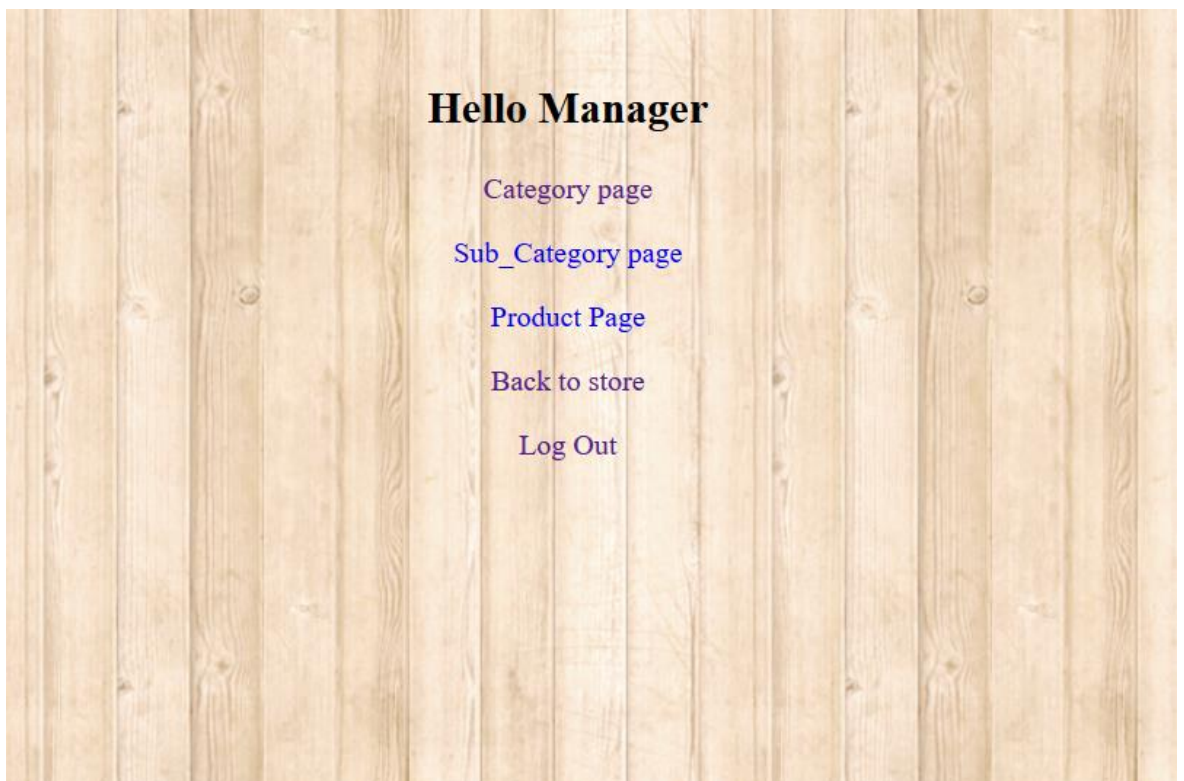 Hello Manager
Category page
Sub_Category page
Product Page
Back to store
Log Out